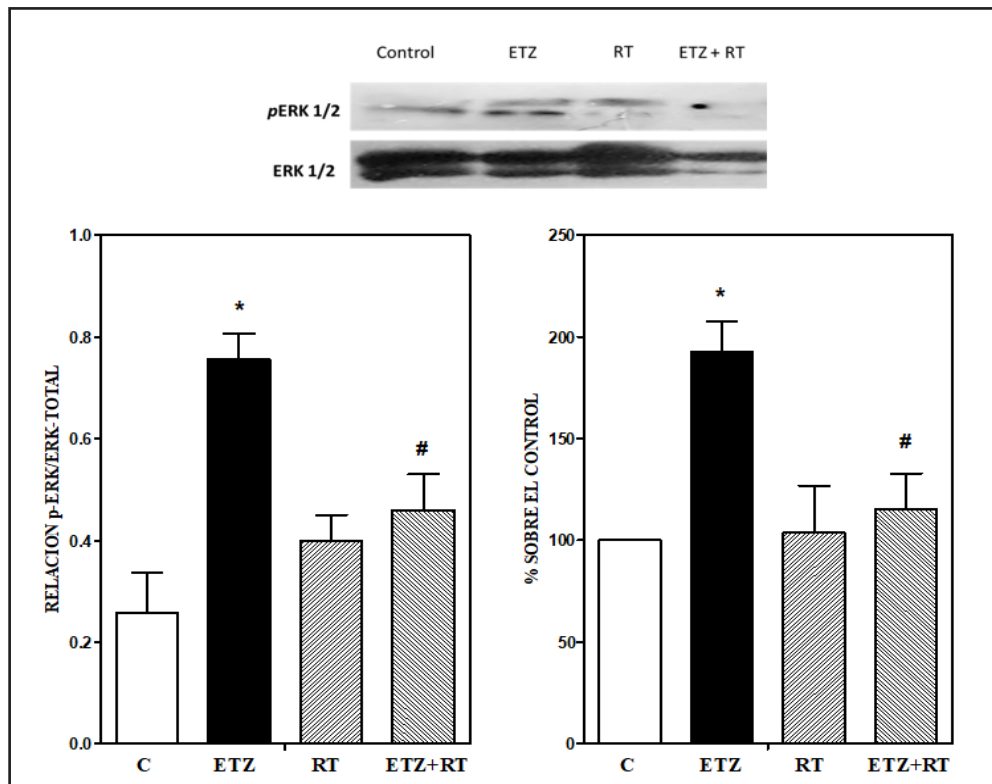 Control ETZ RT ETZ + RT
pERK 1/2
ERK 1/2
RELACION p-ERK/ERK-TOTAL
1.0
0.8
0.6
0.4
0.2
0.0
*
#
C ETZ RT ETZ+RT
% SOBRE EL CONTROL
250
200
150
100
50
0
*
#
C ETZ RT ETZ+RT